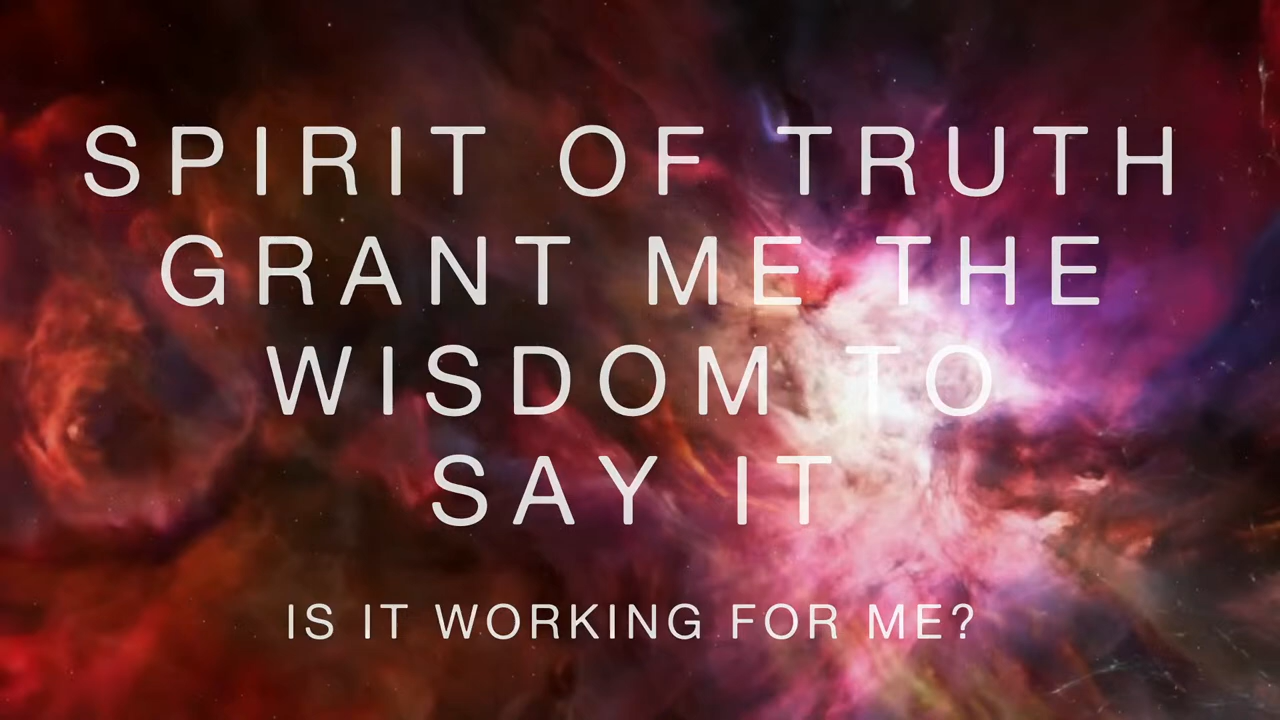 SPIRIT OF TRUTH
GRANT ME THE
WISDOM TO
SAY IT
IS IT WORKING FOR ME?